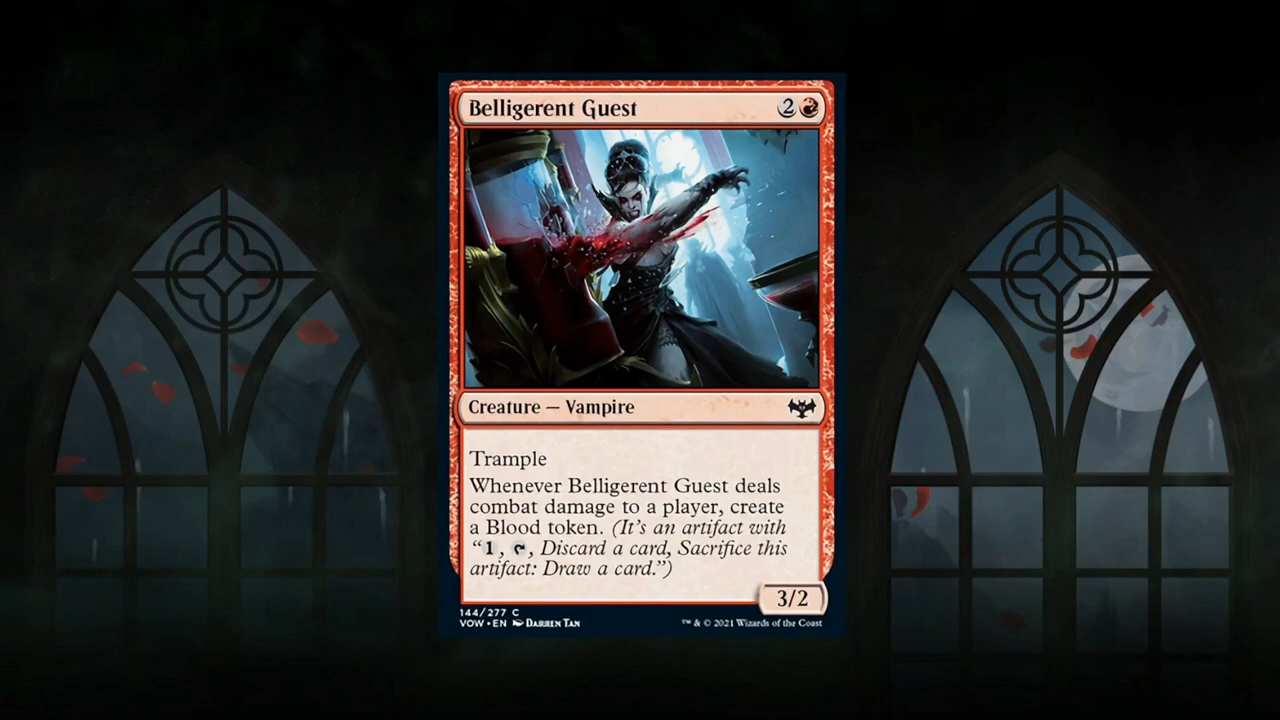 Belligerent Guest 2
Creature — Vampire
Trample
Whenever Belligerent Guest deals
combat damage to a player, create
a Blood token. (It's an artifact with
“1, , Discard a card, Sacrifice this
artifact: Draw a card.”)
3/2
144/277 C
VOW • EN Darren Tan
™ & © 2021 Wizards of the Coast